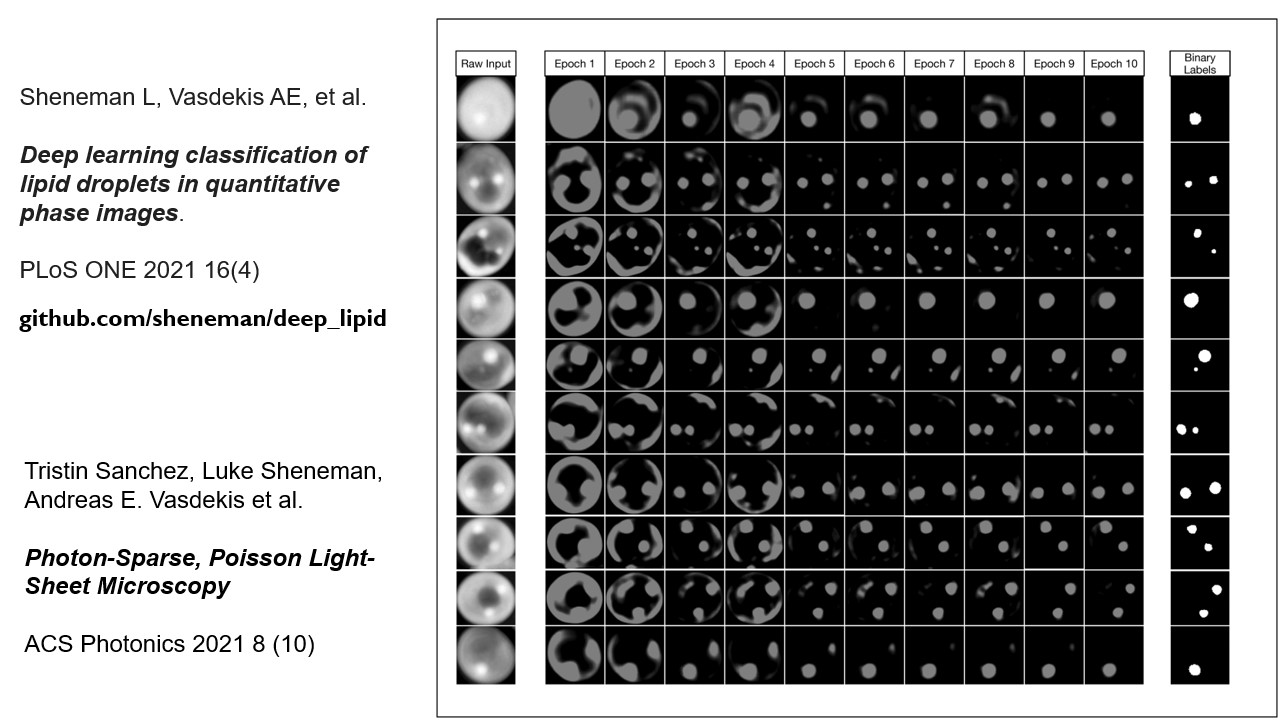 Sheneman L, Vasdekis AE, et al.
Deep learning classification of
lipid droplets in quantitative
phase images.
PLoS ONE 2021 16(4)
github.com/sheneman/deep_lipid
Tristin Sanchez, Luke Sheneman,
Andreas E. Vasdekis et al.
Photon-Sparse, Poisson Light-
Sheet Microscopy
ACS Photonics 2021 8 (10)
Raw Input
Epoch 1
Epoch 2
Epoch 3
Epoch 4
Epoch 5
Epoch 6
Epoch 7
Epoch 8
Epoch 9
Epoch 10
Binary
Labels